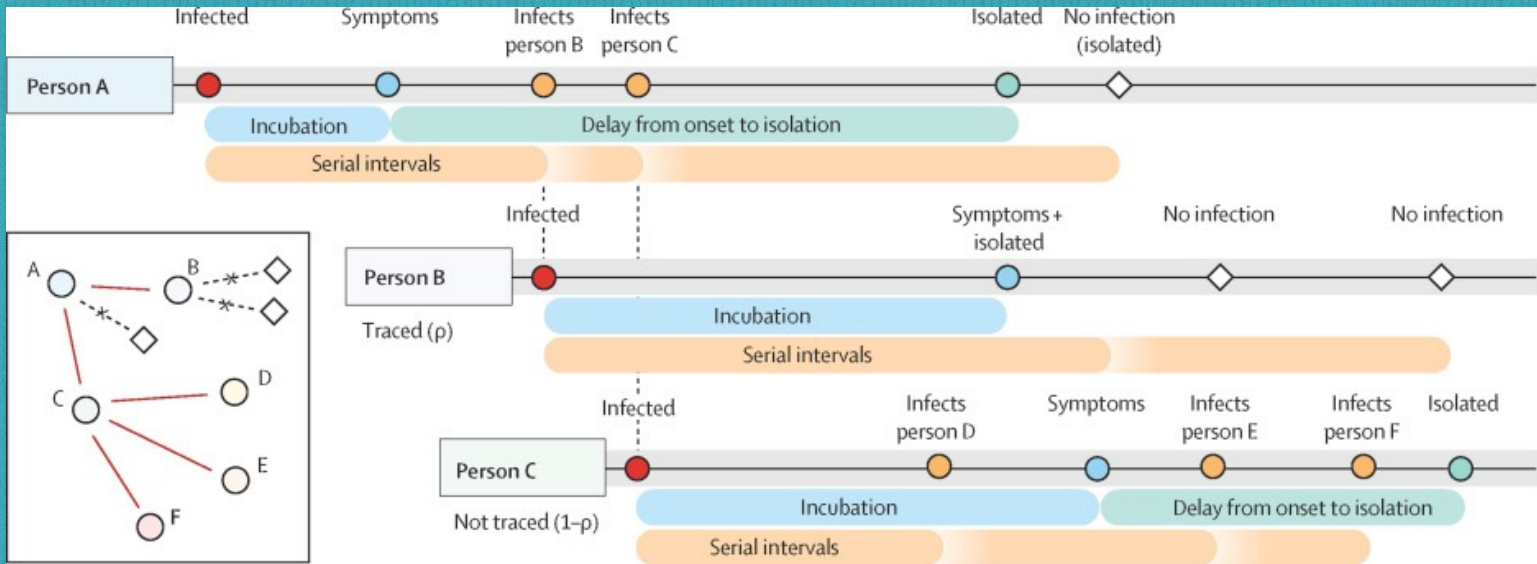 Infected
Symptoms
Infects
person B
Infects
person C
Isolated
No infection
(isolated)
Person A
Incubation
Delay from onset to isolation
Serial intervals
Infected
Symptoms +
isolated
No infection
No infection
Person B
Traced (ρ)
Incubation
Serial intervals
A
B
C
D
E
F
Infected
Infects
person D
Symptoms
Infects
person E
Infects
person F
Isolated
Person C
Not traced (1–ρ)
Incubation
Delay from onset to isolation
Serial intervals